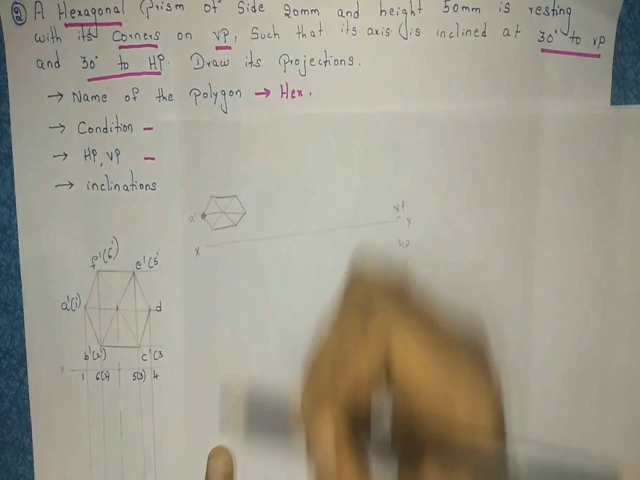 ② A Hexagonal (Prism of Side 20mm and height 50mm is resting
with its Corners on VP, Such that its axis is inclined at 30° to VP
and 30° to HP. Draw its Projections.
→ Name of the Polygon → Hex.
→ Condition -
→ HP, VP -
→ inclinations
a'
VP
X Y
HP
f'(6') e'(5'
a'(1') d
b'(2') c'(3
X 1 6(2) 5(3) 4